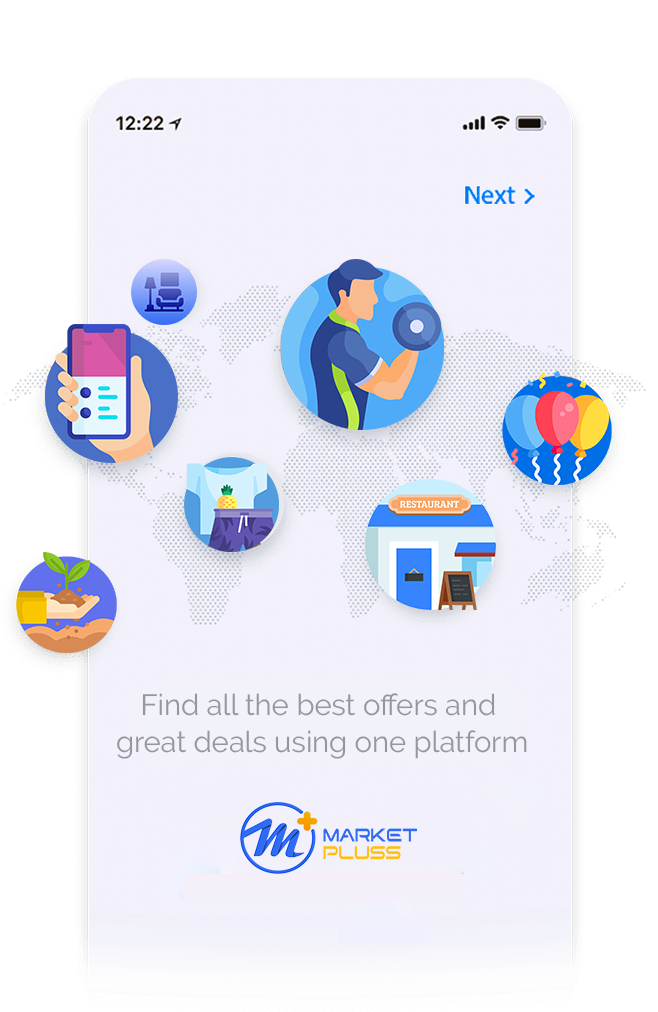 12:22
Next >
RESTAURANT
Find all the best offers and
great deals using one platform
m+ MARKET
PLUSS